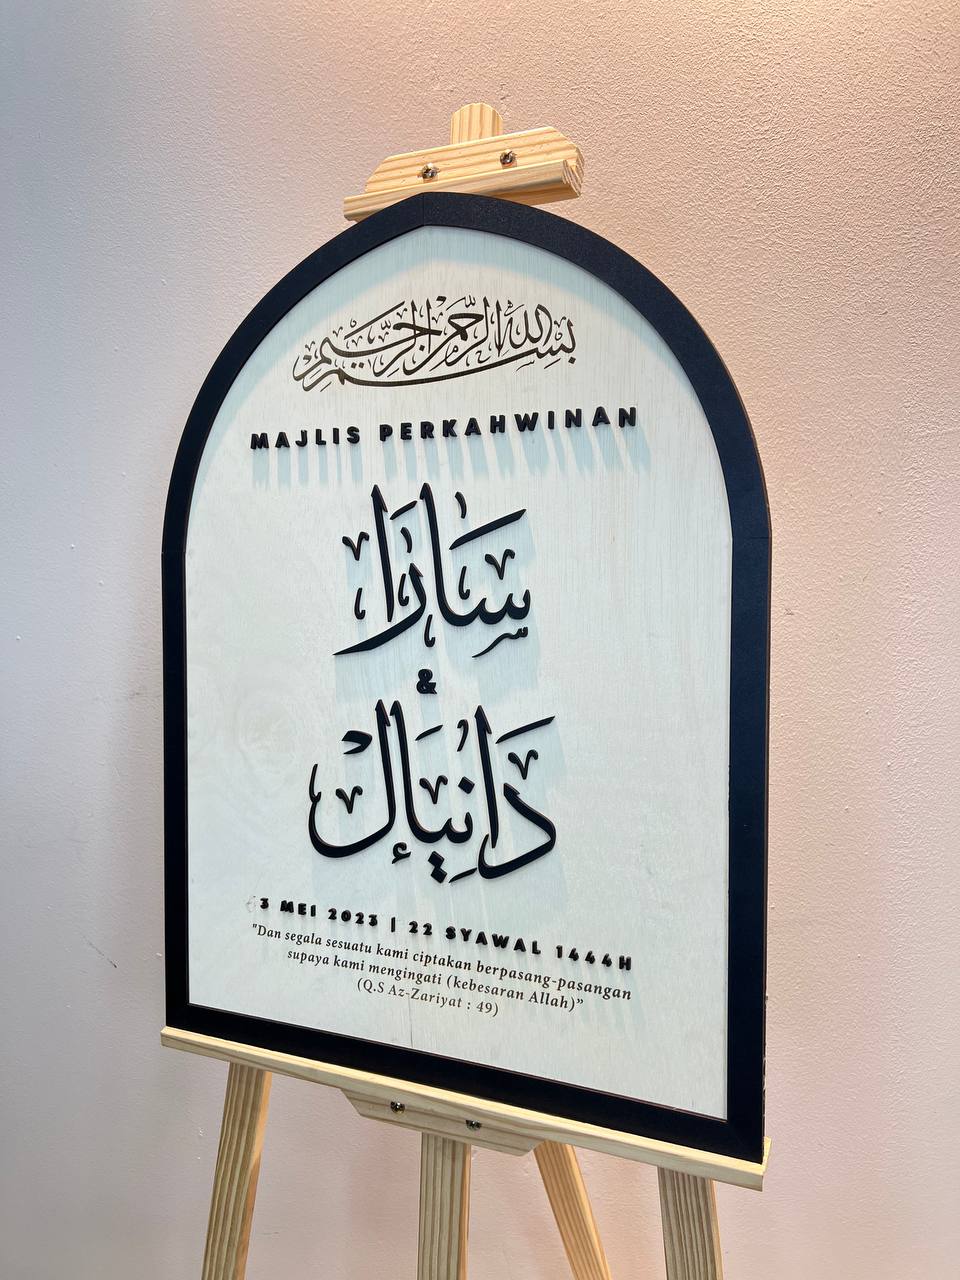 بسم الله الرحمن الرحيم
MAJLIS PERKAHWINAN
سارا
&
دانيال
3 MEI 2023 | 22 SYAWAL 1444H
"Dan segala sesuatu kami ciptakan berpasang-pasangan
supaya kami mengingati (kebesaran Allah)”
(Q.S Az-Zariyat : 49)